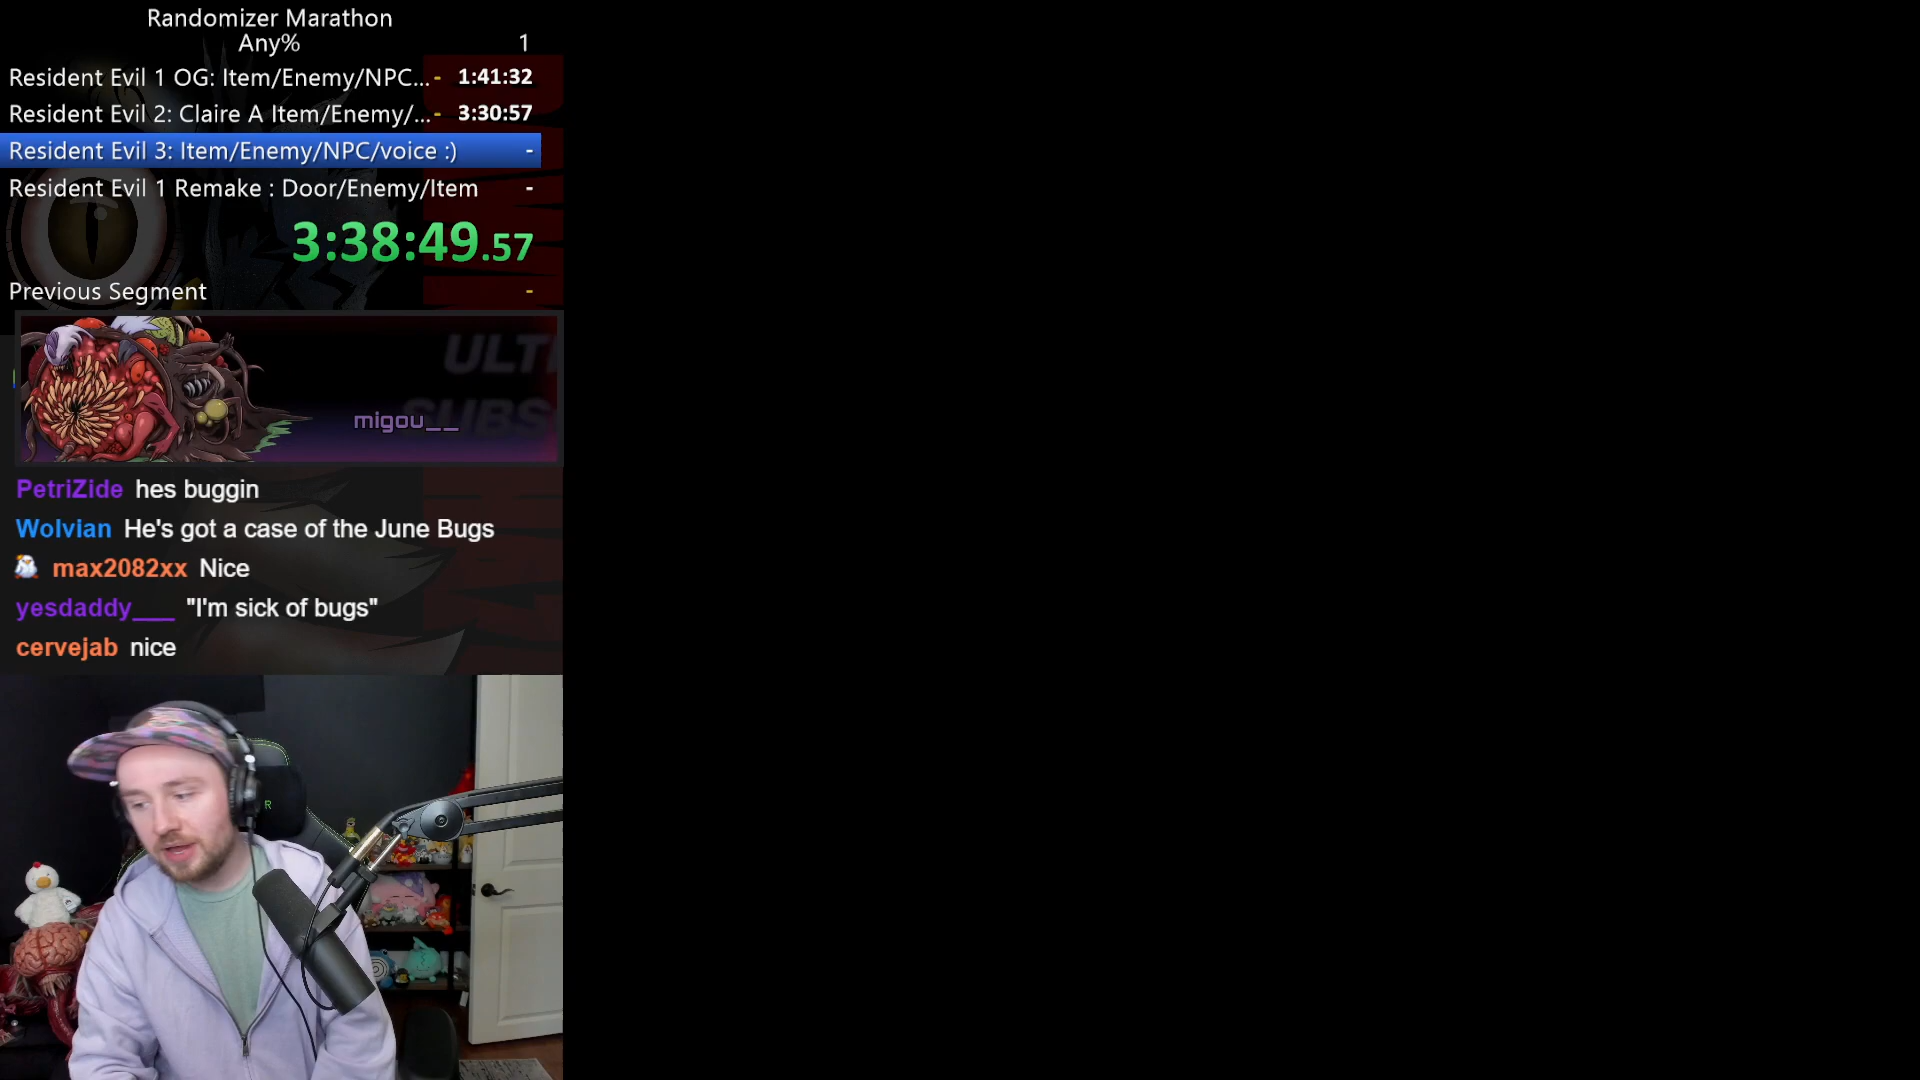 Randomizer Marathon
Any% 1
Resident Evil 1 OG: Item/Enemy/NPC... - 1:41:32
Resident Evil 2: Claire A Item/Enemy/... - 3:30:57
Resident Evil 3: Item/Enemy/NPC/voice :) -
Resident Evil 1 Remake : Door/Enemy/Item -
3:38:49.57
Previous Segment -
migou__
PetriZide hes buggin
Wolvian He's got a case of the June Bugs
max2082xx Nice
yesdaddy___ "I'm sick of bugs"
cervejab nice